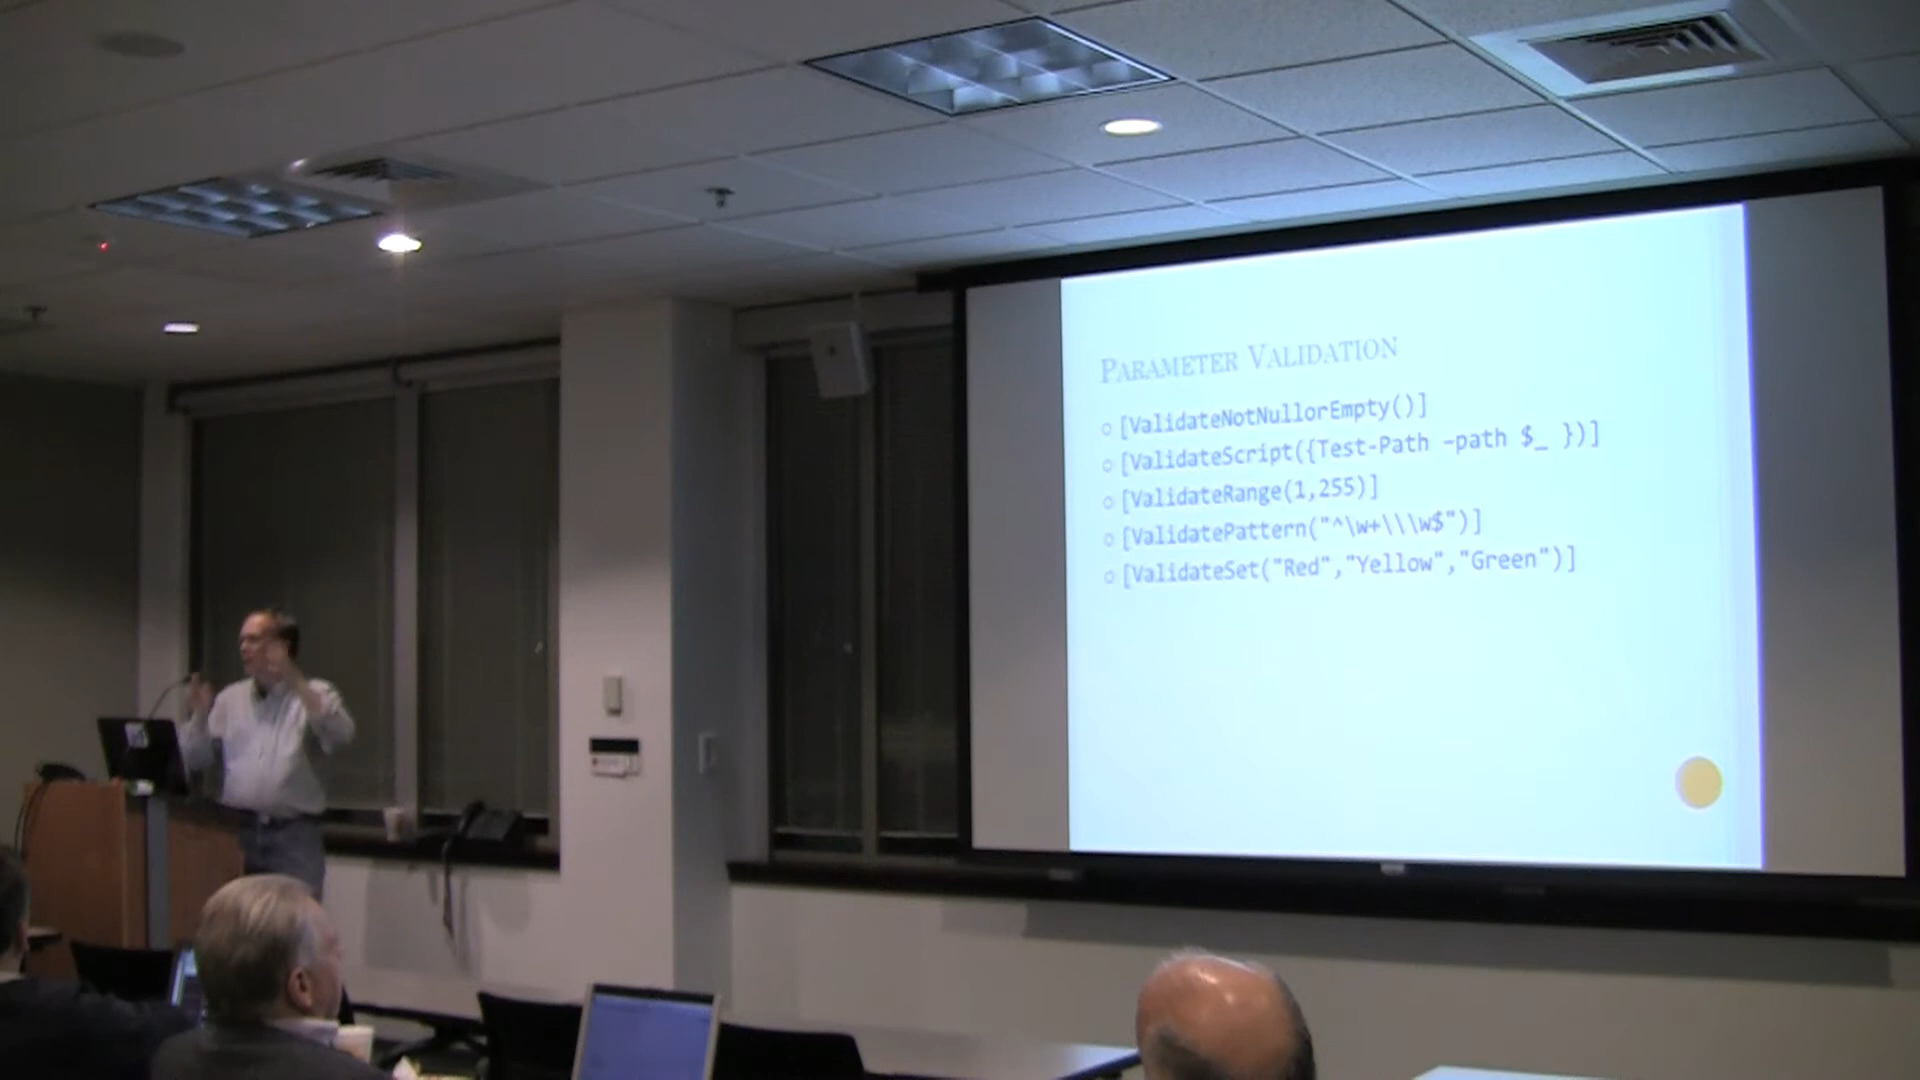 PARAMETER VALIDATION
[ValidateNotNullorEmpty()]
[ValidateScript({Test-Path –path $_ })]
[ValidateRange(1,255)]
[ValidatePattern("^\w+\\\w$")]
[ValidateSet("Red","Yellow","Green")]